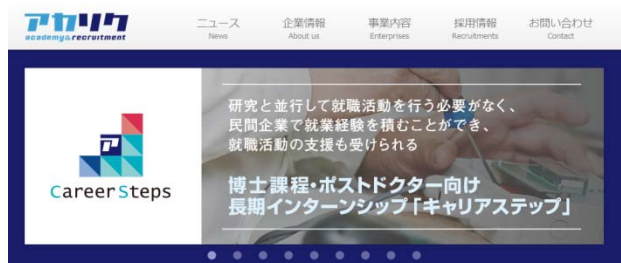 アカリク
academy&recruitment
ニュース
News
企業情報
About us
事業内容
Enterprises
採用情報
Recruitments
お問い合わせ
Contact
研究と並行して就職活動を行う必要がなく、
民間企業で就業経験を積むことができ、
就職活動の支援も受けられる
博士課程・ポストドクター向け
長期インターンシップ「キャリアステップ」
ア
Career Steps